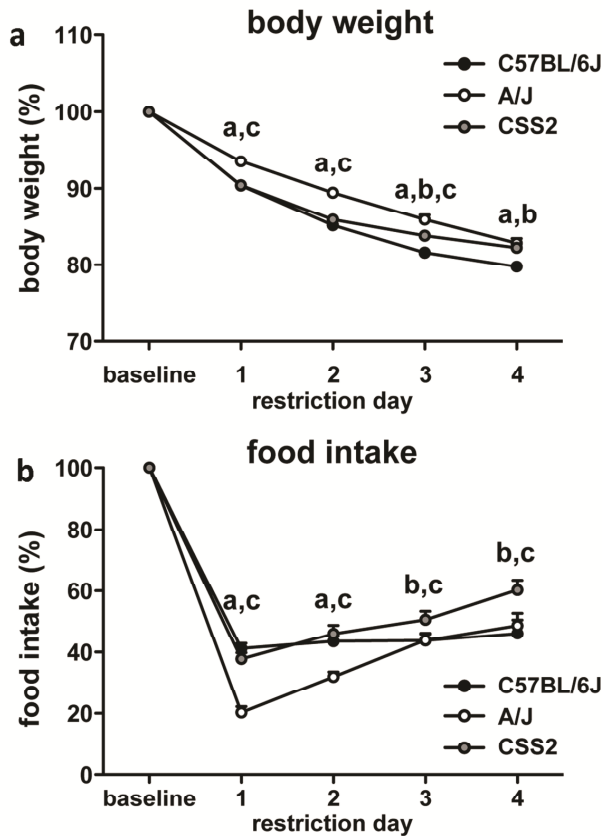 a
body weight
110
100
90
80
70
body weight (%)
C57BL/6J
A/J
CSS2
a,c
a,c
a,b,c
a,b
baseline 1 2 3 4
restriction day
b
food intake
100
80
60
40
20
0
food intake (%)
a,c
a,c
b,c
b,c
C57BL/6J
A/J
CSS2
baseline 1 2 3 4
restriction day